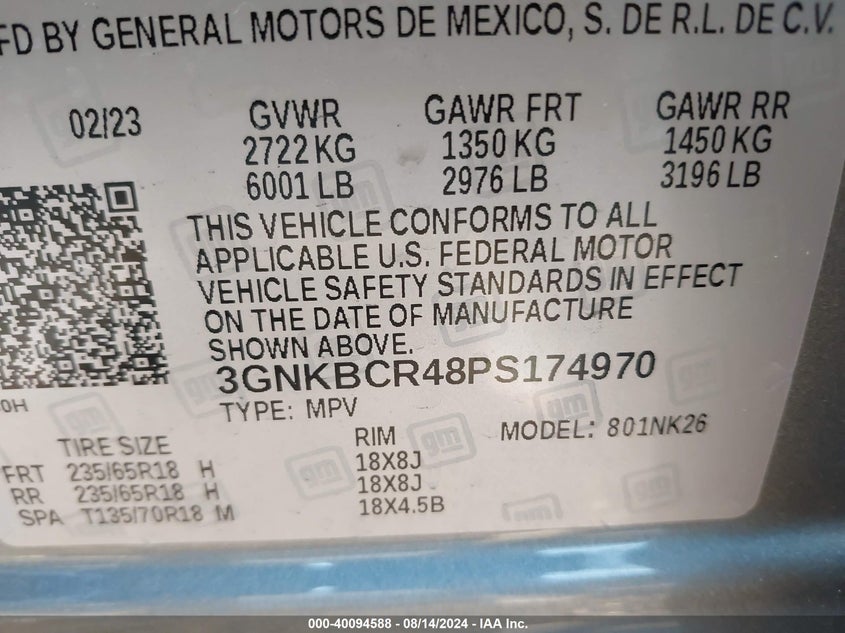 FD BY GENERAL MOTORS DE MEXICO, S. DE R.L. DE C.V.
02/23 GVWR GAWR FRT GAWR RR
2722 KG 1350 KG 1450 KG
6001 LB 2976 LB 3196 LB
THIS VEHICLE CONFORMS TO ALL
APPLICABLE U.S. FEDERAL MOTOR
VEHICLE SAFETY STANDARDS IN EFFECT
ON THE DATE OF MANUFACTURE
SHOWN ABOVE.
3GNKBCR48PS174970
0H
TYPE: MPV MODEL: 801NK26
TIRE SIZE RIM
FRT 235/65R18 H 18X8J
RR 235/65R18 H 18X8J
SPA T135/70R18 M 18X4.5B
gm
000-40094588 - 08/14/2024 - IAA Inc.